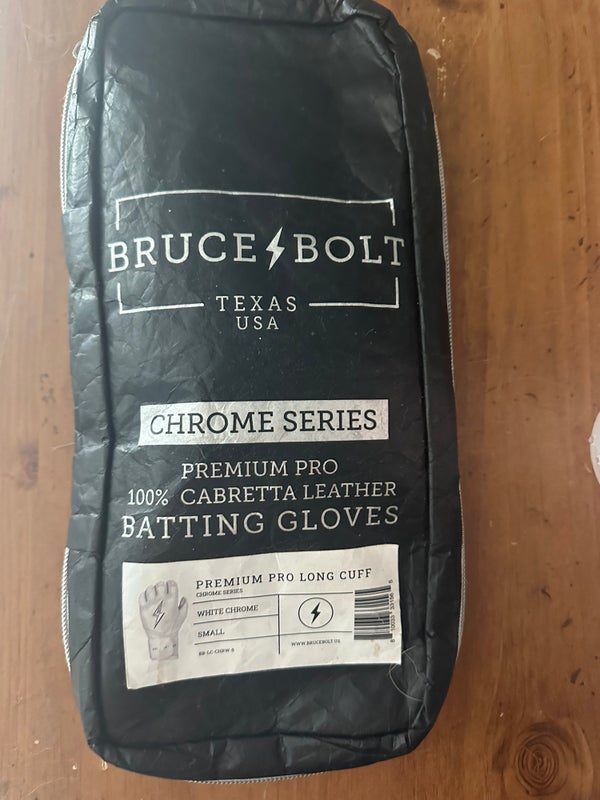 BRUCE BOLT
TEXAS
USA
CHROME SERIES
PREMIUM PRO
100% CABRETTA LEATHER
BATTING GLOVES
PREMIUM PRO LONG CUFF
CHROME SERIES
WHITE CHROME
SMALL
WWW.BRUCEBOLT.US